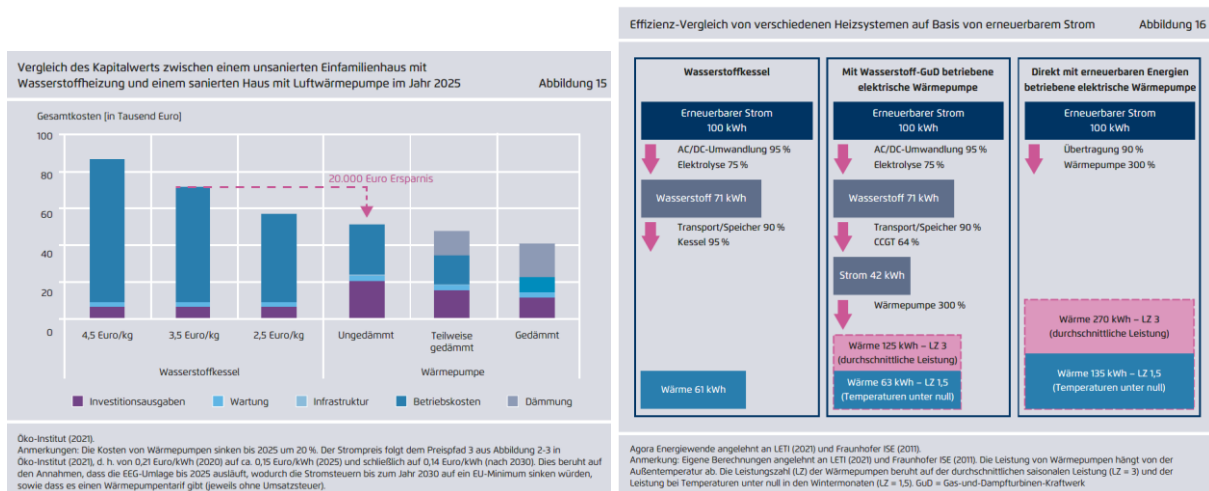 Vergleich des Kapitalwerts zwischen einem unsanierten Einfamilienhaus mit
Wasserstoffheizung und einem sanierten Haus mit Luftwärmepumpe im Jahr 2025
Abbildung 15
Gesamtkosten [in Tausend Euro]
100
80
60
40
20
0
20.000 Euro Ersparnis
4,5 Euro/kg
3,5 Euro/kg
2,5 Euro/kg
Ungedämmt
Teilweise
gedämmt
Gedämmt
Wasserstoffkessel
Wärmepumpe
Investitionsausgaben
Wartung
Infrastruktur
Betriebskosten
Dämmung
Öko-Institut (2021).
Anmerkungen: Die Kosten von Wärmepumpen sinken bis 2025 um 20 %. Der Strompreis folgt dem Preispfad 3 aus Abbildung 2-3 in
Öko-Institut (2021), d. h. von 0,21 Euro/kWh (2020) auf ca. 0,15 Euro/kWh (2025) und schließlich auf 0,14 Euro/kWh (nach 2030). Dies beruht auf
den Annahmen, dass die EEG-Umlage bis 2025 ausläuft, wodurch die Stromsteuern bis zum Jahr 2030 auf ein EU-Minimum sinken würden,
sowie dass es einen Wärmepumpentarif gibt (jeweils ohne Umsatzsteuer).
Effizienz-Vergleich von verschiedenen Heizsystemen auf Basis von erneuerbarem Strom
Abbildung 16
Wasserstoffkessel
Erneuerbarer Strom
100 kWh
AC/DC-Umwandlung 95 %
Elektrolyse 75 %
Wasserstoff 71 kWh
Transport/Speicher 90 %
Kessel 95 %
Wärme 61 kWh
Mit Wasserstoff-GuD betriebene
elektrische Wärmepumpe
Erneuerbarer Strom
100 kWh
AC/DC-Umwandlung 95 %
Elektrolyse 75 %
Wasserstoff 71 kWh
Transport/Speicher 90 %
CCGT 64 %
Strom 42 kWh
Wärmepumpe 300 %
Wärme 125 kWh – LZ 3
(durchschnittliche Leistung)
Wärme 63 kWh – LZ 1,5
(Temperaturen unter null)
Direkt mit erneuerbaren Energien
betriebene elektrische Wärmepumpe
Erneuerbarer Strom
100 kWh
Übertragung 90 %
Wärmepumpe 300 %
Wärme 270 kWh – LZ 3
(durchschnittliche Leistung)
Wärme 135 kWh – LZ 1,5
(Temperaturen unter null)
Agora Energiewende angelehnt an LETI (2021) und Fraunhofer ISE (2011).
Anmerkung: Eigene Berechnungen angelehnt an LETI (2021) und Fraunhofer ISE (2011). Die Leistung von Wärmepumpen hängt von der
Außentemperatur ab. Die Leistungszahl (LZ) der Wärmepumpen beruht auf der durchschnittlichen saisonalen Leistung (LZ = 3) und der
Leistung bei Temperaturen unter null in den Wintermonaten (LZ = 1,5). GuD = Gas-und-Dampfturbinen-Kraftwerk